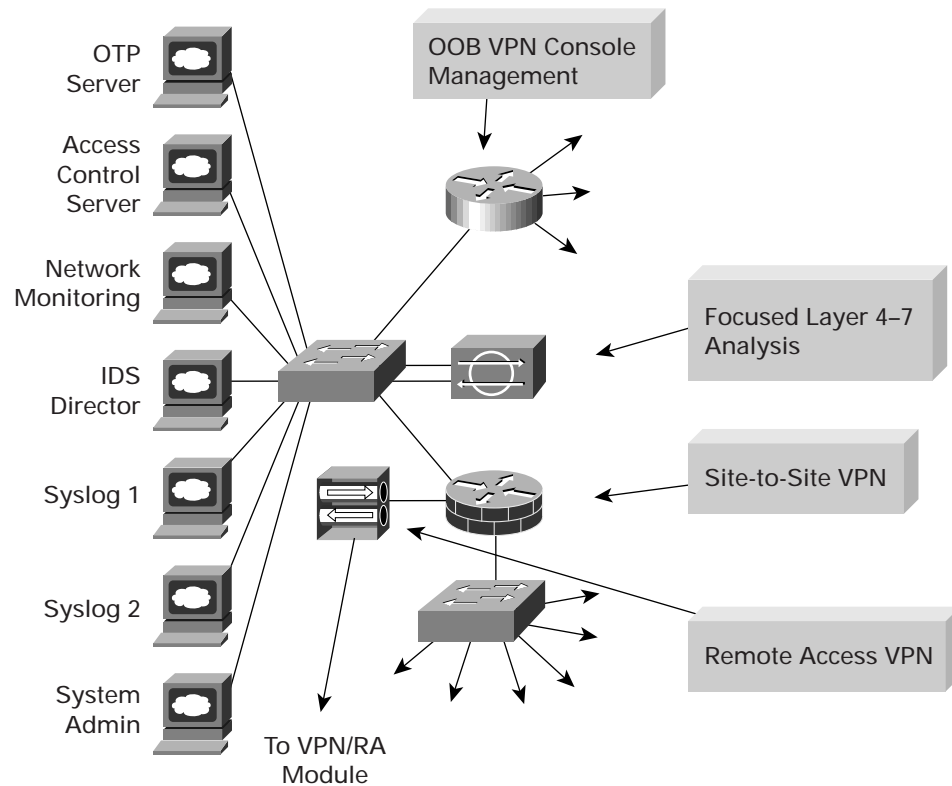 OTP
Server
Access
Control
Server
Network
Monitoring
IDS
Director
Syslog 1
Syslog 2
System
Admin
OOB VPN Console
Management
Focused Layer 4–7
Analysis
Site-to-Site VPN
Remote Access VPN
To VPN/RA
Module